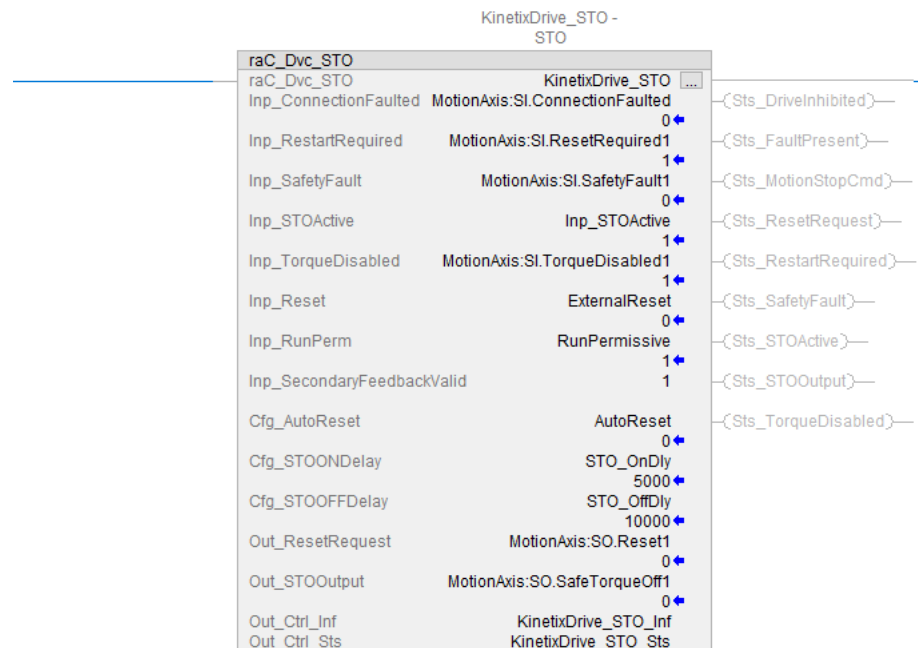 KinetixDrive_STO -
STO
raC_Dvc_STO
raC_Dvc_STO KinetixDrive_STO ...
Inp_ConnectionFaulted MotionAxis:SI.ConnectionFaulted (Sts_DriveInhibited)
0
Inp_RestartRequired MotionAxis:SI.ResetRequired1 (Sts_FaultPresent)
1
Inp_SafetyFault MotionAxis:SI.SafetyFault1 (Sts_MotionStopCmd)
0
Inp_STOActive Inp_STOActive (Sts_ResetRequest)
1
Inp_TorqueDisabled MotionAxis:SI.TorqueDisabled1 (Sts_RestartRequired)
1
Inp_Reset ExternalReset (Sts_SafetyFault)
0
Inp_RunPerm RunPermissive (Sts_STOActive)
1
Inp_SecondaryFeedbackValid 1 (Sts_STOOutput)
Cfg_AutoReset AutoReset (Sts_TorqueDisabled)
0
Cfg_STOONDelay STO_OnDly
5000
Cfg_STOOFFDelay STO_OffDly
10000
Out_ResetRequest MotionAxis:SO.Reset1
0
Out_STOOutput MotionAxis:SO.SafeTorqueOff1
0
Out_Ctrl_Inf KinetixDrive_STO_Inf
Out_Ctrl_Sts KinetixDrive_STO_Sts